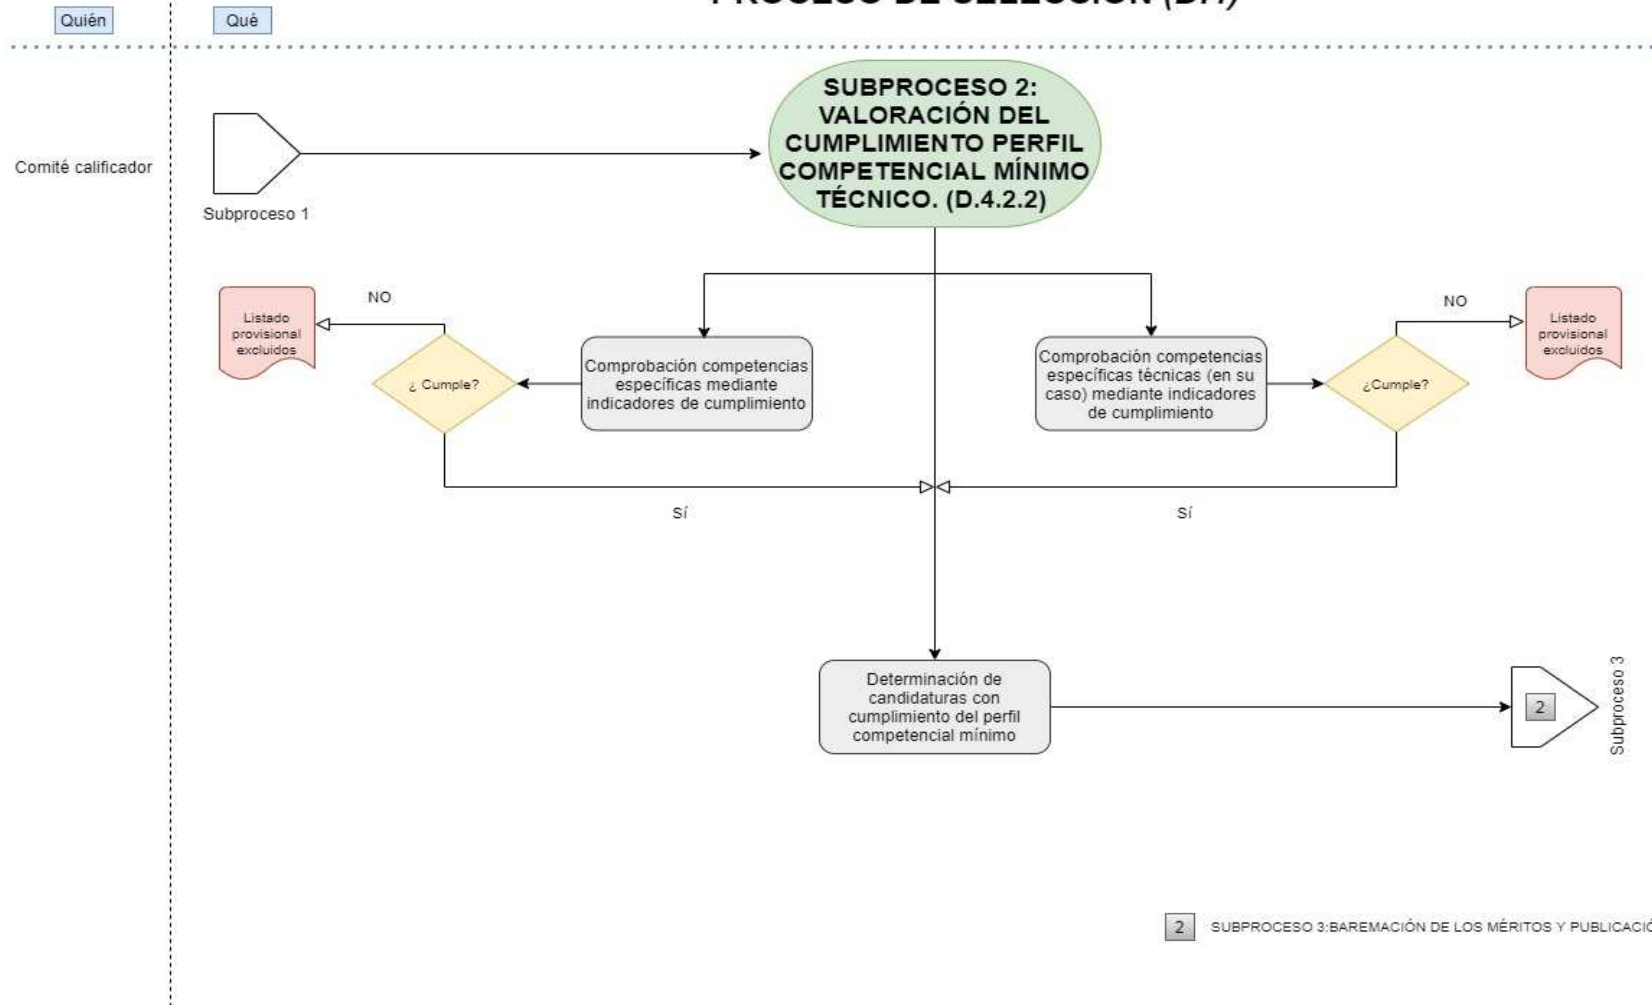 PROCESO DE SELECCIÓN
Quién
Qué
SUBPROCESO 2:
VALORACIÓN DEL
CUMPLIMIENTO PERFIL
COMPETENCIAL MÍNIMO
TÉCNICO. (D.4.2.2)
Comité calificador
Subproceso 1
NO
Listado
provisional
excluidos
¿ Cumple?
Comprobación competencias
específicas mediante
indicadores de cumplimiento
Comprobación competencias
específicas técnicas (en su
caso) mediante indicadores
de cumplimiento
¿Cumple?
NO
Listado
provisional
excluidos
Sí
Sí
Determinación de
candidaturas con
cumplimiento del perfil
competencial mínimo
2
Subproceso 3
2 SUBPROCESO 3:BAREMACIÓN DE LOS MÉRITOS Y PUBLICACIÓ